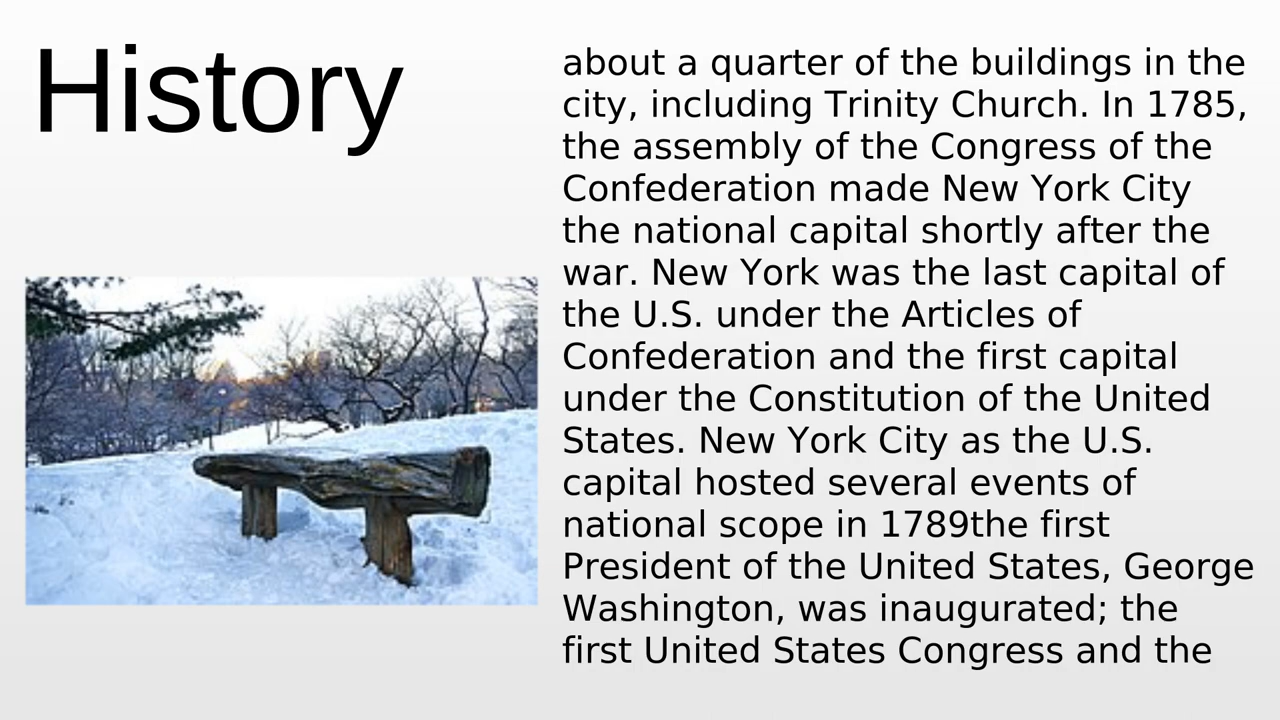 History
about a quarter of the buildings in the
city, including Trinity Church. In 1785,
the assembly of the Congress of the
Confederation made New York City
the national capital shortly after the
war. New York was the last capital of
the U.S. under the Articles of
Confederation and the first capital
under the Constitution of the United
States. New York City as the U.S.
capital hosted several events of
national scope in 1789the first
President of the United States, George
Washington, was inaugurated; the
first United States Congress and the